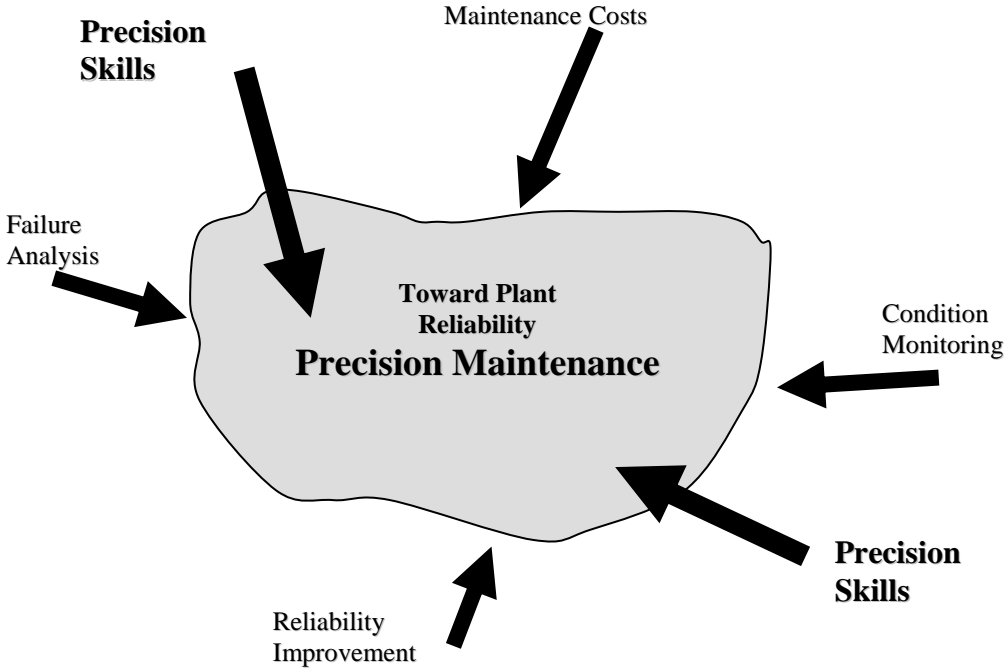 Maintenance Costs
Precision
Skills
Failure
Analysis
Toward Plant
Reliability
Precision Maintenance
Condition
Monitoring
Precision
Skills
Reliability
Improvement